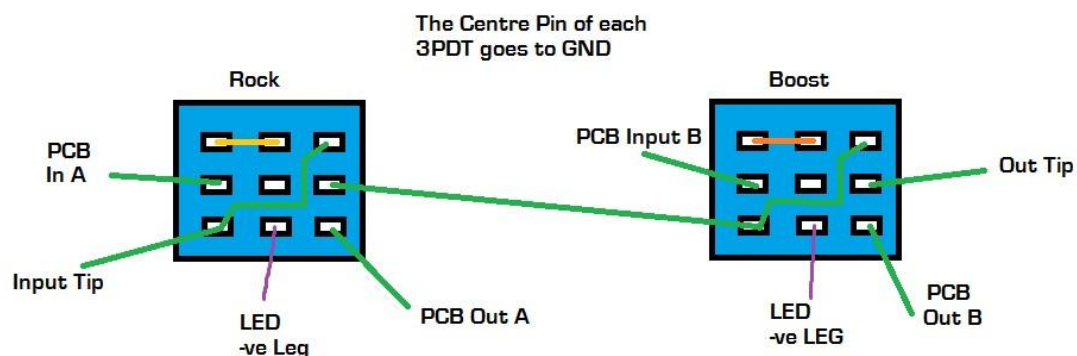 The Centre Pin of each
3PDT goes to GND
Rock
Boost
PCB
In A
PCB Input B
Out Tip
Input Tip
LED
-ve Leg
PCB Out A
LED
-ve LEG
PCB
Out B